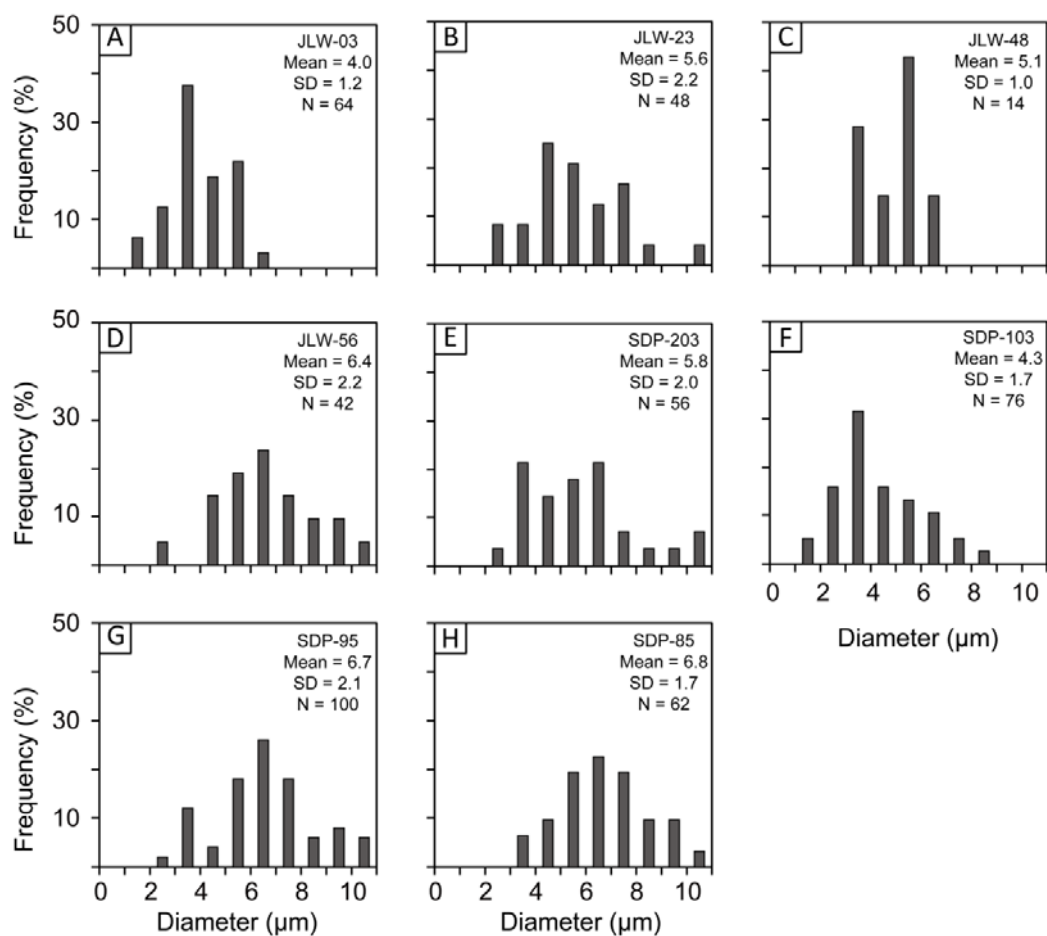 50
30
10
Frequency (%)
A
JLW-03
Mean = 4.0
SD = 1.2
N = 64
B
JLW-23
Mean = 5.6
SD = 2.2
N = 48
C
JLW-48
Mean = 5.1
SD = 1.0
N = 14
50
30
10
Frequency (%)
D
JLW-56
Mean = 6.4
SD = 2.2
N = 42
E
SDP-203
Mean = 5.8
SD = 2.0
N = 56
F
SDP-103
Mean = 4.3
SD = 1.7
N = 76
0 2 4 6 8 10
Diameter (µm)
50
30
10
Frequency (%)
G
SDP-95
Mean = 6.7
SD = 2.1
N = 100
0 2 4 6 8 10
Diameter (µm)
H
SDP-85
Mean = 6.8
SD = 1.7
N = 62
0 2 4 6 8 10
Diameter (µm)